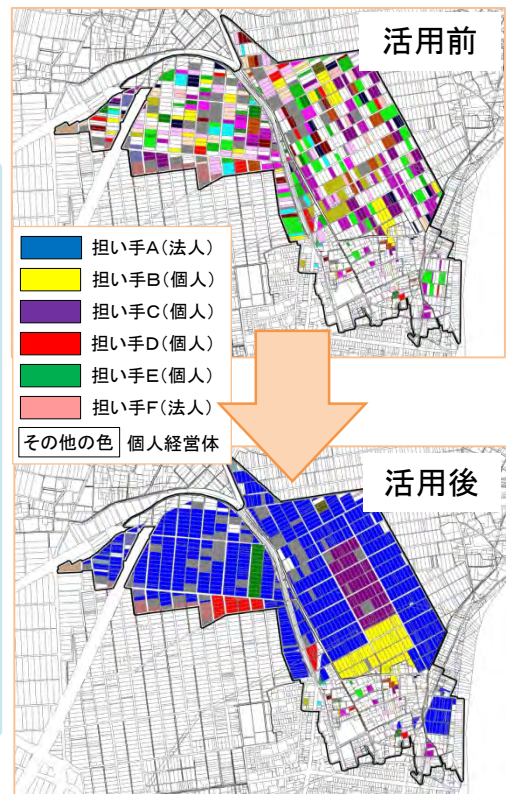 活用前
担い手A(法人)
担い手B(個人)
担い手C(個人)
担い手D(個人)
担い手E(個人)
担い手F(法人)
その他の色 個人経営体
活用後